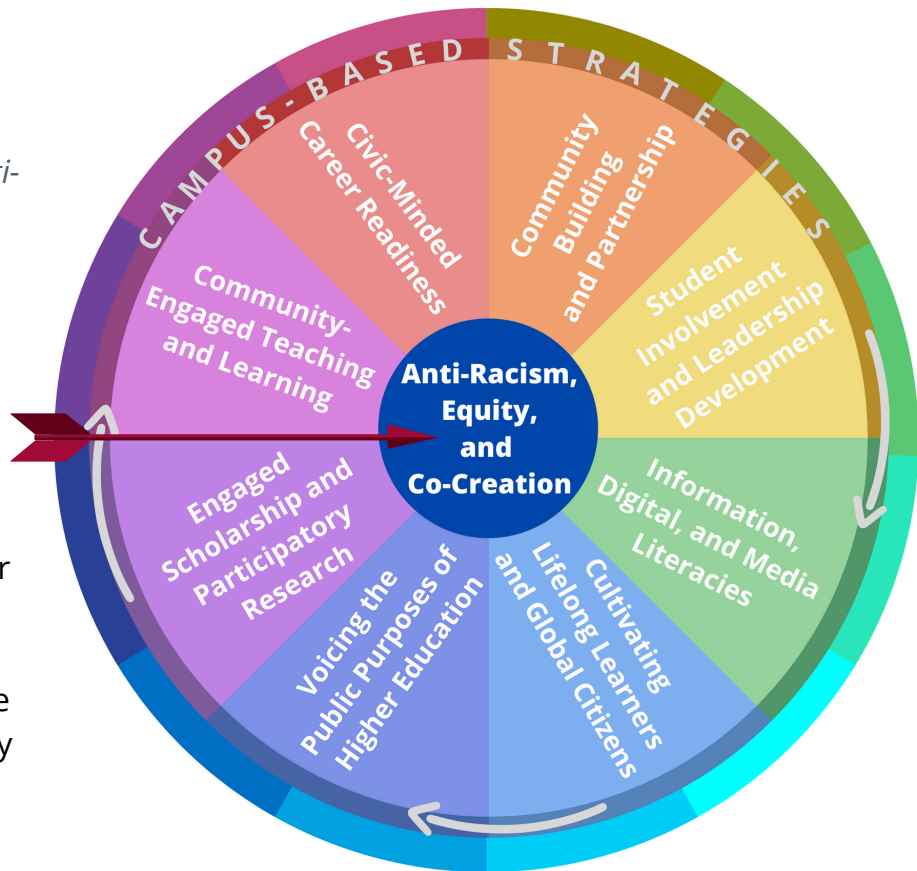 CAMPUS-BASED STRATEGIES
ti-
r
e
y
Civic-Minded
Career Readiness
Community
Building
and Partnership
Student
Involvement
and Leadership
Development
Information,
Digital, and Media
Literacies
Cultivating
Lifelong Learners
and Global Citizens
Voicing the
Public Purposes of
Higher Education
Engaged
Scholarship and
Participatory
Research
Community-
Engaged Teaching
and Learning
Anti-Racism,
Equity,
and
Co-Creation